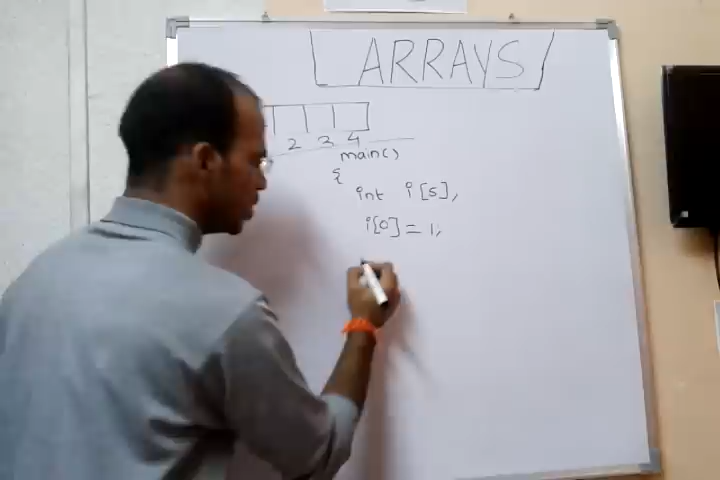 ARRAYS
2 3 4
main()
{
int i[5];
i[0] = 1;